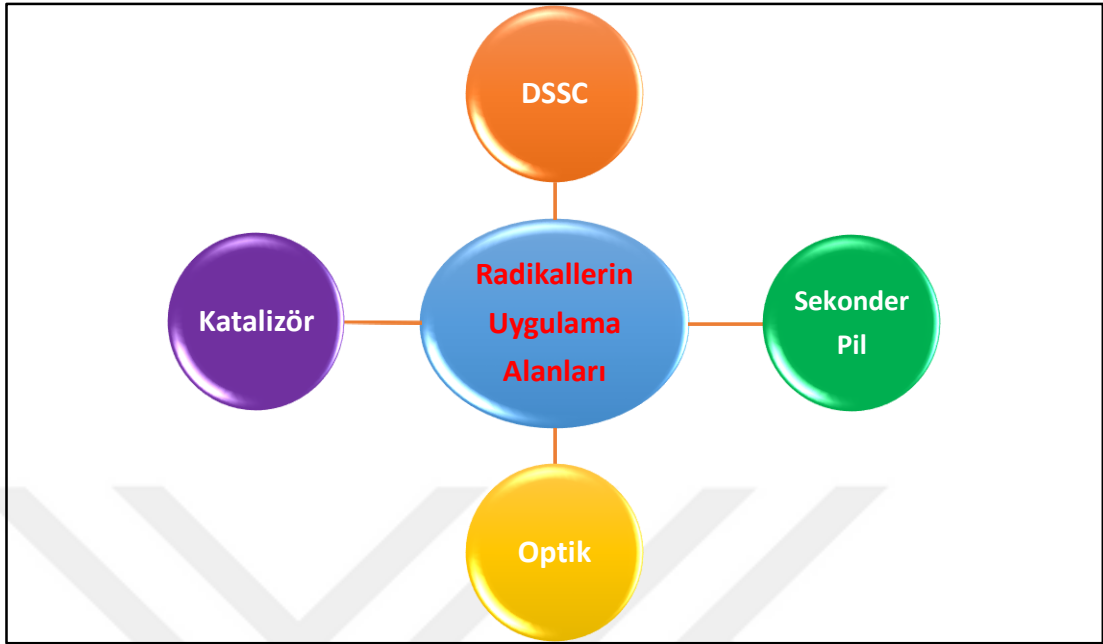 DSSC
Radikallerin
Uygulama
Alanları
Katalizör
Sekonder
Pil
Optik